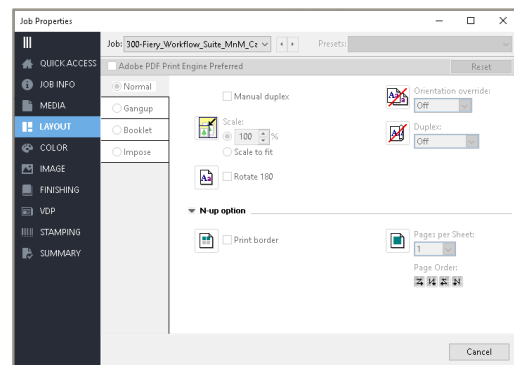 Job Properties
Job: 300-Fiery_Workflow_Suite_MnM_Cz
Presets:
QUICK ACCESS
Adobe PDF Print Engine Preferred
Reset
JOB INFO
MEDIA
LAYOUT
COLOR
IMAGE
FINISHING
VDP
STAMPING
SUMMARY
Normal
Gangup
Booklet
Impose
Manual duplex
Scale:
100 %
Scale to fit
Rotate 180
Orientation override:
Off
Duplex:
Off
N-up option
Print border
Pages per Sheet:
1
Page Order:
Cancel